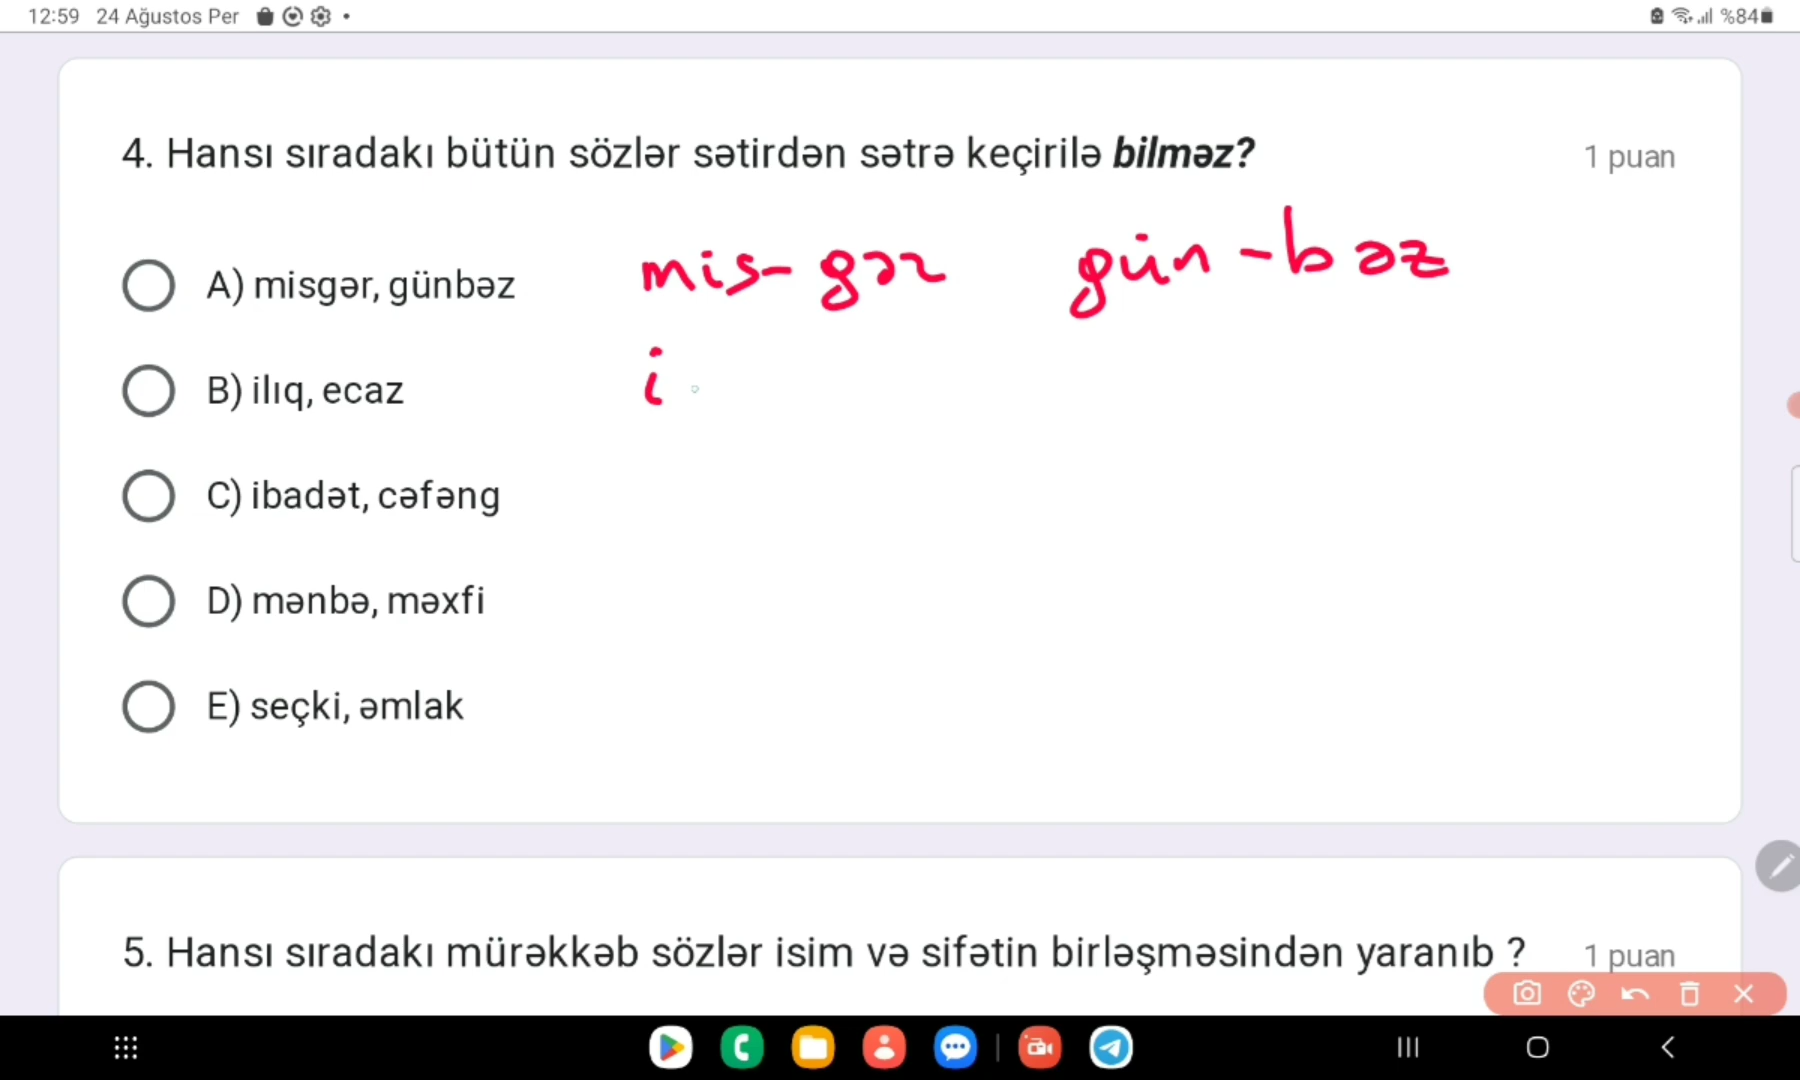 12:59 24 Ağustos Per %84
4. Hansı sıradakı bütün sözlər sətirdən sətrə keçirilə bilməz? 1 puan
A) misgər, günbəz mis-gər gün-bəz
B) ilıq, ecaz i
C) ibadət, cəfəng
D) mənbə, məxfi
E) seçki, əmlak
5. Hansı sıradakı mürəkkəb sözlər isim və sifətin birləşməsindən yaranıb ? 1 puan